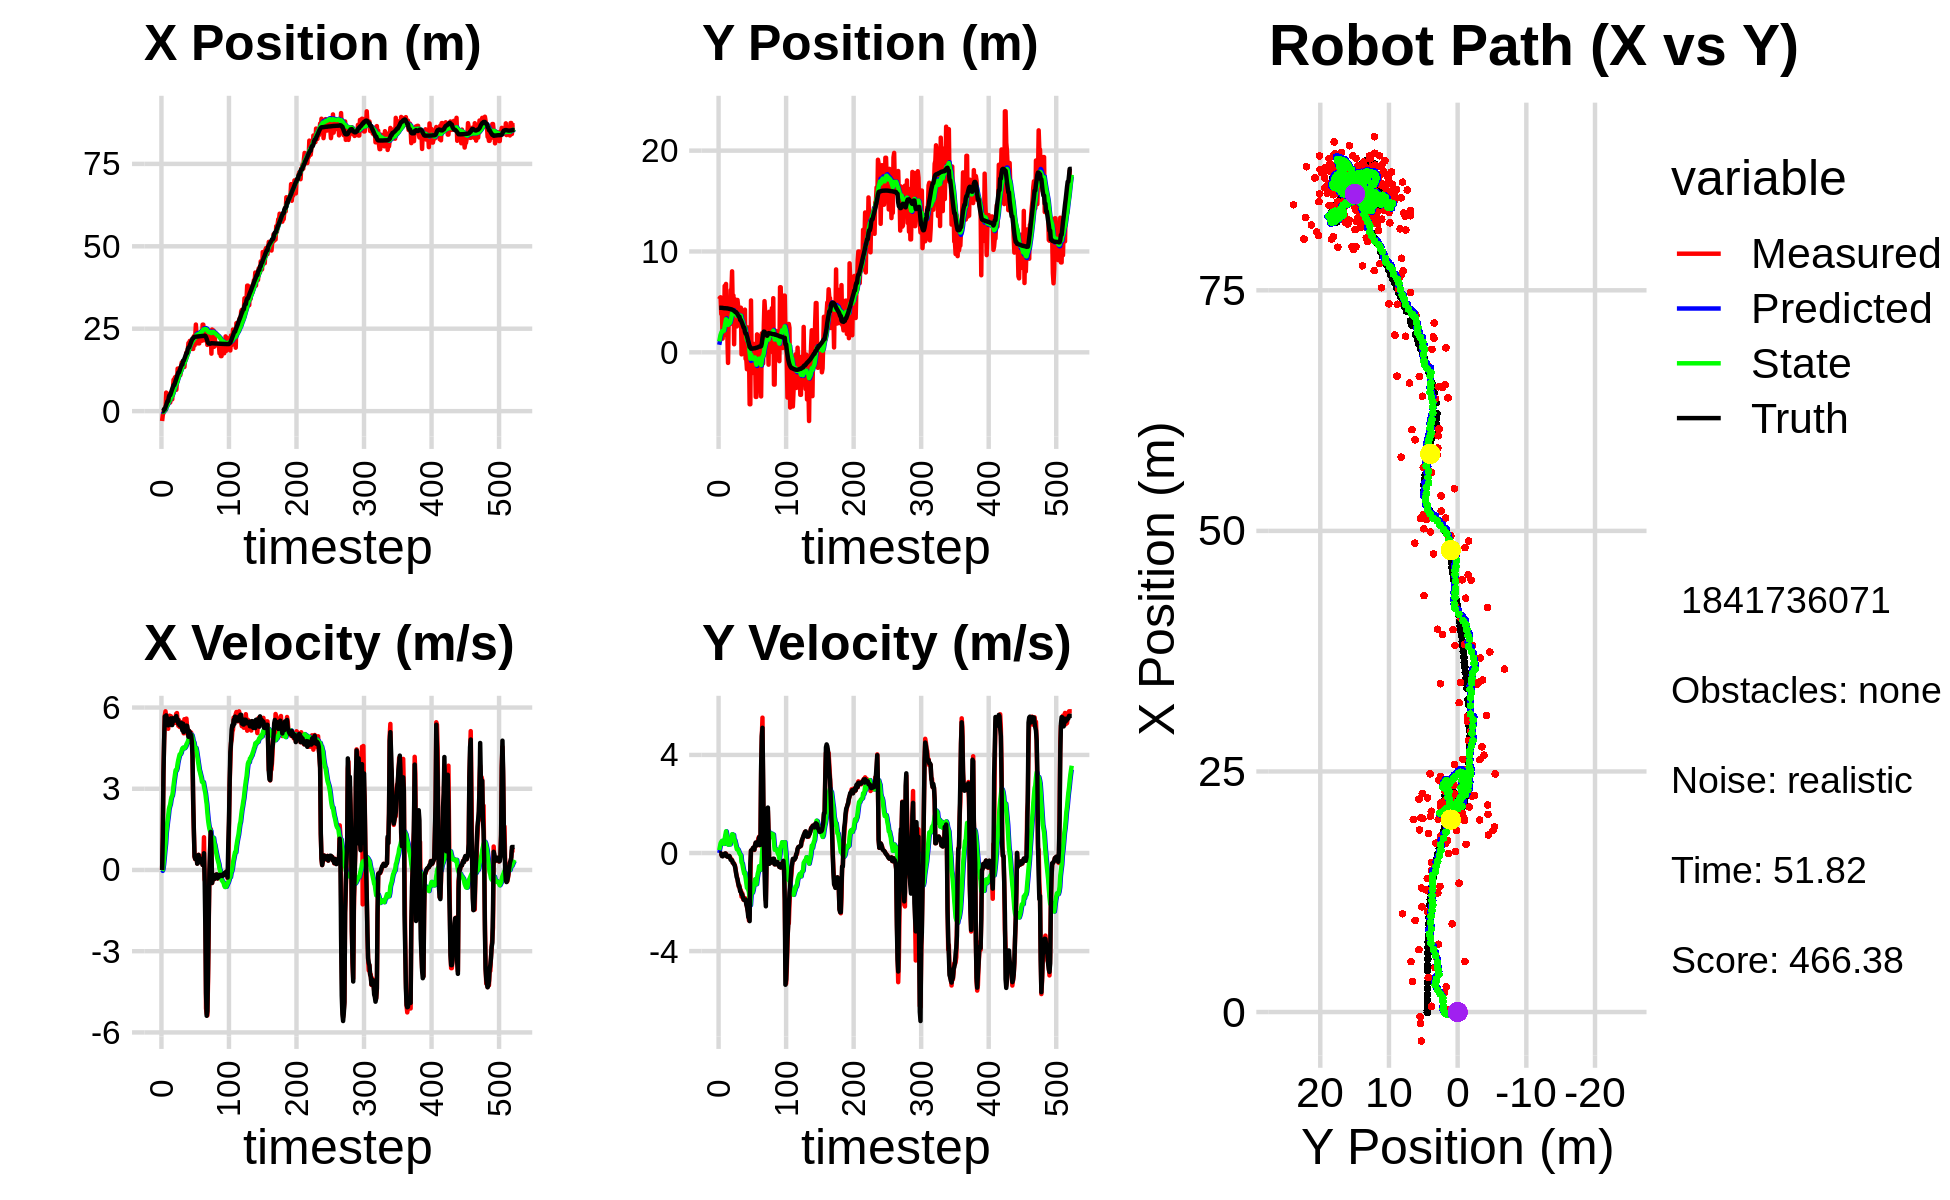 X Position (m)
75
50
25
0
0
100
200
300
400
500
timestep
Y Position (m)
20
10
0
0
100
200
300
400
500
timestep
X Velocity (m/s)
6
3
0
-3
-6
0
100
200
300
400
500
timestep
Y Velocity (m/s)
4
0
-4
0
100
200
300
400
500
timestep
Robot Path (X vs Y)
X Position (m)
75
50
25
0
20 10 0 -10 -20
Y Position (m)
variable
Measured
Predicted
State
Truth
1841736071
Obstacles: none
Noise: realistic
Time: 51.82
Score: 466.38